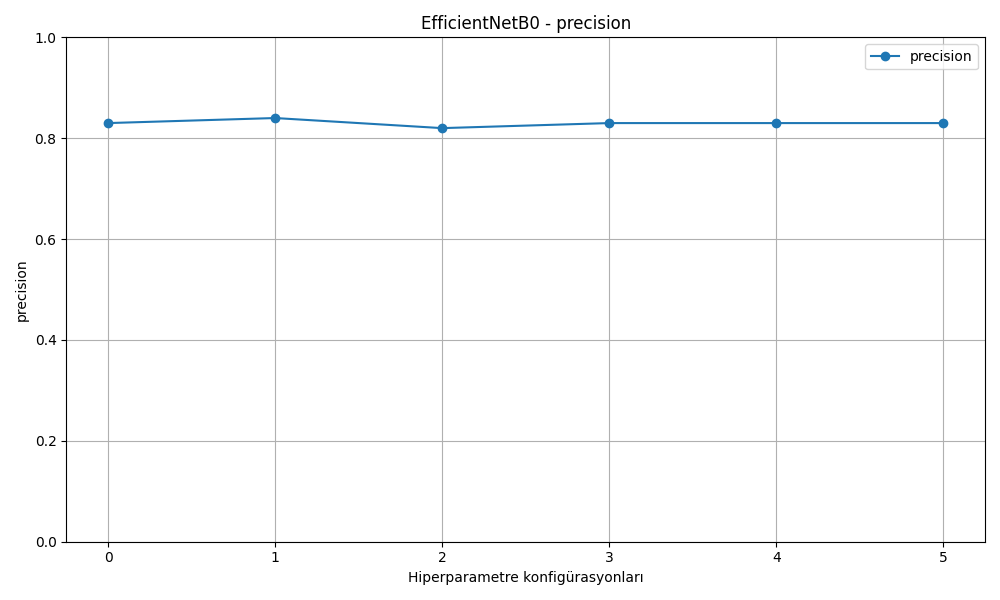 EfficientNetB0 - precision
precision
1.0
0.8
0.6
0.4
0.2
0.0
precision
0 1 2 3 4 5
Hiperparametre konfigürasyonları